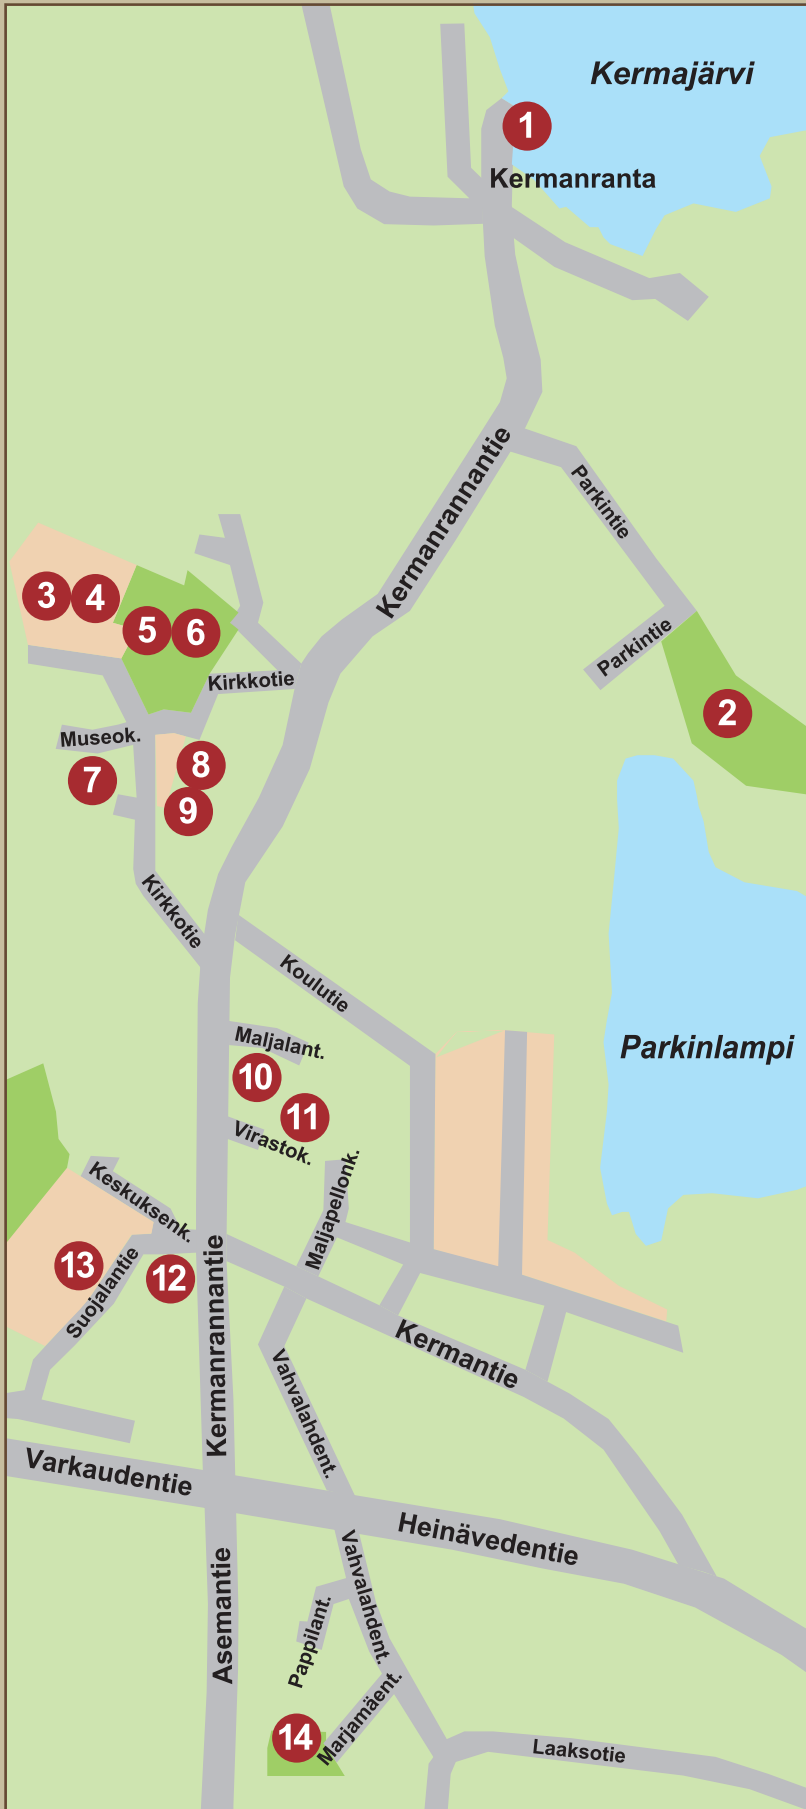 Kermajärvi
1
Kermanranta
Kermanrannantie
Parkintie
Parkintie
3
4
5
6
2
Kirkkotie
Museok.
7
8
9
Kirkkotie
Koulutie
Maljalant.
10
Parkinlampi
11
Virastok.
Maljapellonk.
Keskuksenk.
13
Suojalantie
12
Kermanrannantie
Kermantie
Vahvalahdent.
Varkaudentie
Heinävedentie
Asemantie
Vahvalahdent.
Pappilant.
Marjamäent.
14
Laaksotie